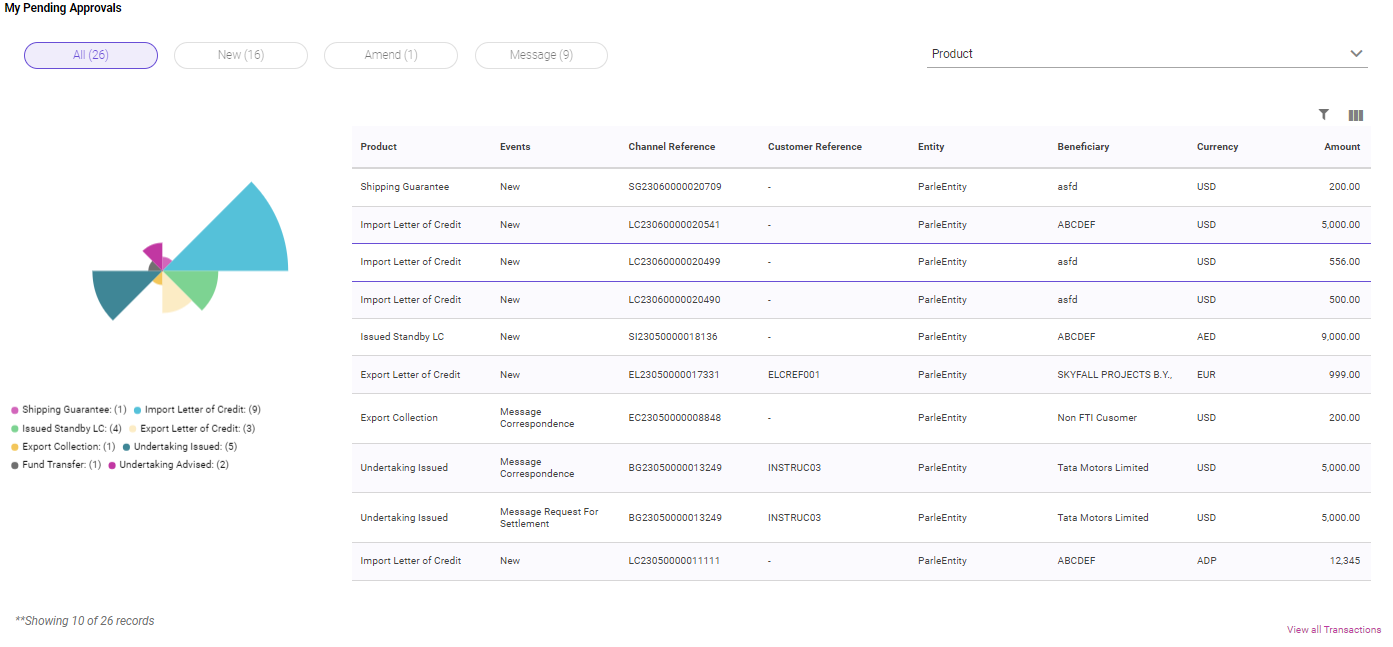 My Pending Approvals
All (26) New (16) Amend (1) Message (9) Product
Product Events Channel Reference Customer Reference Entity Beneficiary Currency Amount
Shipping Guarantee New SG23060000020709 - ParleEntity asfd USD 200.00
Import Letter of Credit New LC23060000020541 - ParleEntity ABCDEF USD 5,000.00
Import Letter of Credit New LC23060000020499 - ParleEntity asfd USD 556.00
Import Letter of Credit New LC23060000020490 - ParleEntity asfd USD 500.00
Issued Standby LC New SI23050000018136 - ParleEntity ABCDEF AED 9,000.00
Export Letter of Credit New EL23050000017331 ELCREF001 ParleEntity SKYFALL PROJECTS B.Y., EUR 999.00
Export Collection Message Correspondence EC23050000008848 - ParleEntity Non FTI Cusomer USD 200.00
Undertaking Issued Message Correspondence BG23050000013249 INSTRUC03 ParleEntity Tata Motors Limited USD 5,000.00
Undertaking Issued Message Request For Settlement BG23050000013249 INSTRUC03 ParleEntity Tata Motors Limited USD 5,000.00
Import Letter of Credit New LC23050000011111 - ParleEntity ABCDEF ADP 12,345
Shipping Guarantee: (1) Import Letter of Credit: (9)
Issued Standby LC: (4) Export Letter of Credit: (3)
Export Collection: (1) Undertaking Issued: (5)
Fund Transfer: (1) Undertaking Advised: (2)
**Showing 10 of 26 records
View all Transactions